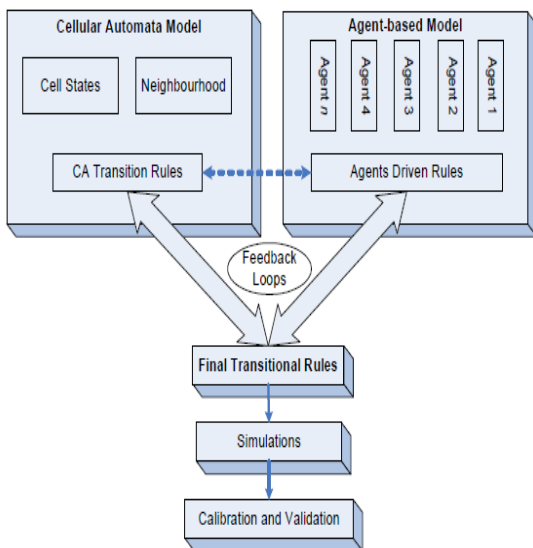 Cellular Automata Model
Cell States
Neighbourhood
CA Transition Rules
Agent-based Model
Agent n
Agent 4
Agent 3
Agent 2
Agent 1
Agents Driven Rules
Feedback
Loops
Final Transitional Rules
Simulations
Calibration and Validation